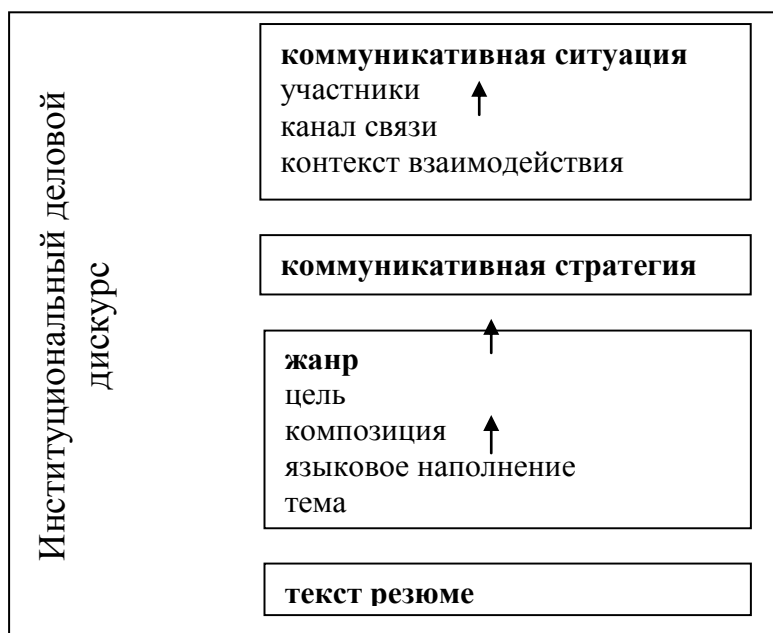 Институциональный деловой
дискурс
коммуникативная ситуация
участники
канал связи
контекст взаимодействия
коммуникативная стратегия
жанр
цель
композиция
языковое наполнение
тема
текст резюме